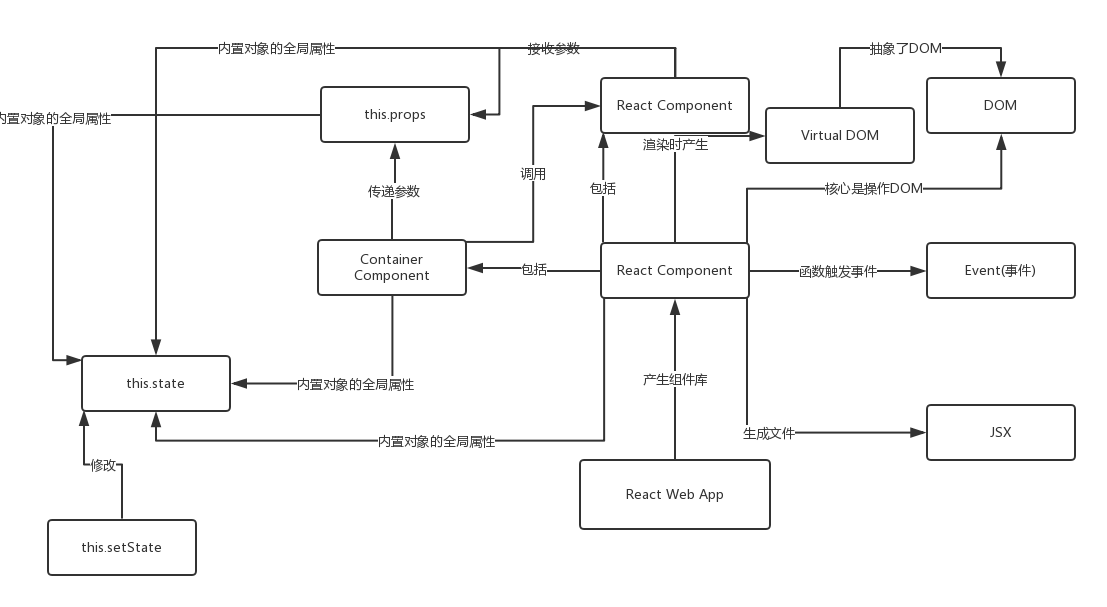 内置对象的全局属性
接收参数
抽象了DOM
React Component
DOM
this.props
内置对象的全局属性
Virtual DOM
渲染时产生
调用
包括
传递参数
核心是操作DOM
Container
Component
包括
React Component
函数触发事件
Event(事件)
this.state
内置对象的全局属性
产生组件库
内置对象的全局属性
生成文件
JSX
修改
React Web App
this.setState